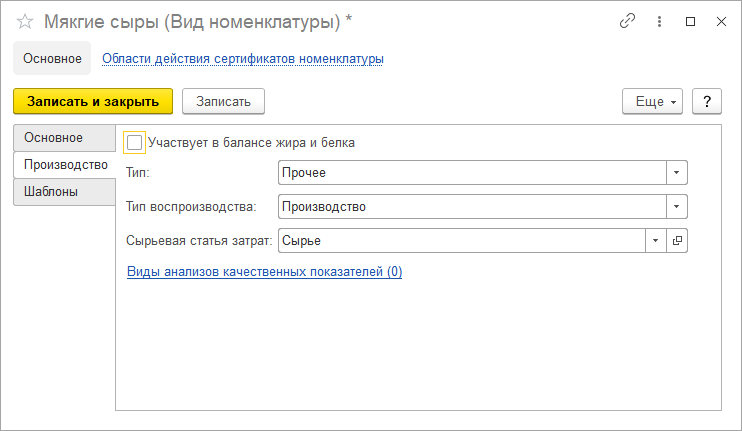 Мякгие сыры (Вид номенклатуры) *
Основное Области действия сертификатов номенклатуры
Записать и закрыть Записать Еще ?
Основное
Производство
Шаблоны
Участвует в балансе жира и белка
Тип: Прочее
Тип воспроизводства: Производство
Сырьевая статья затрат: Сырье
Виды анализов качественных показателей (0)